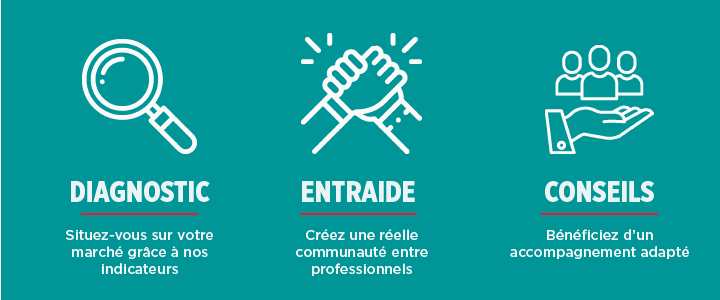 DIAGNOSTIC
Situez-vous sur votre
marché grâce à nos
indicateurs
ENTRAIDE
Créez une réelle
communauté entre
professionnels
CONSEILS
Bénéficiez d'un
accompagnement adapté